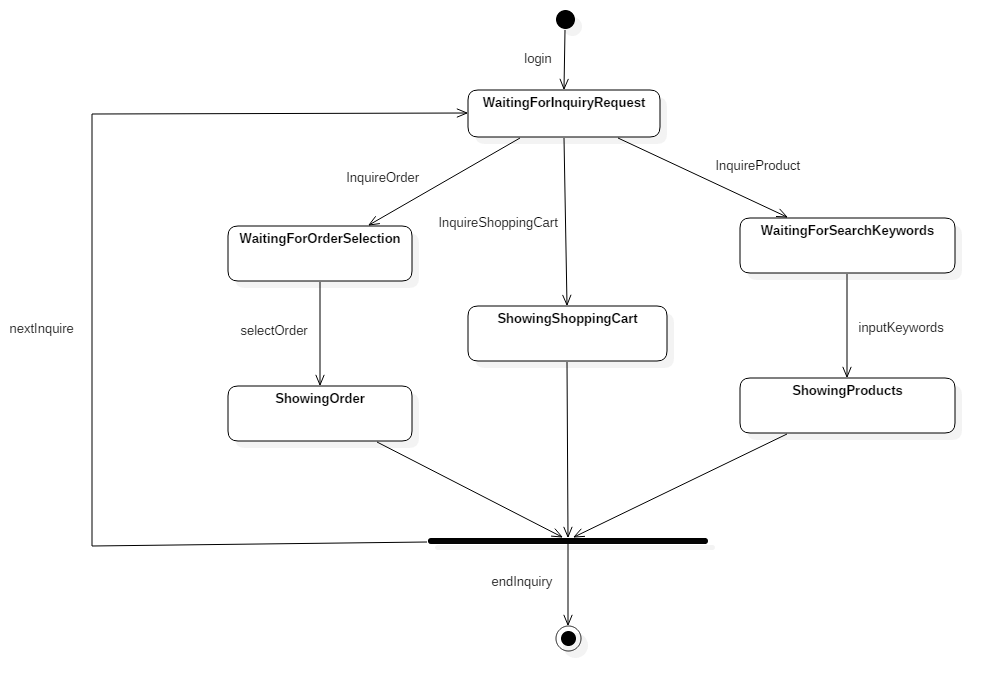 login
WaitingForInquiryRequest
InquireOrder
InquireProduct
InquireShoppingCart
WaitingForOrderSelection
WaitingForSearchKeywords
nextInquire
selectOrder
ShowingShoppingCart
inputKeywords
ShowingOrder
ShowingProducts
endInquiry